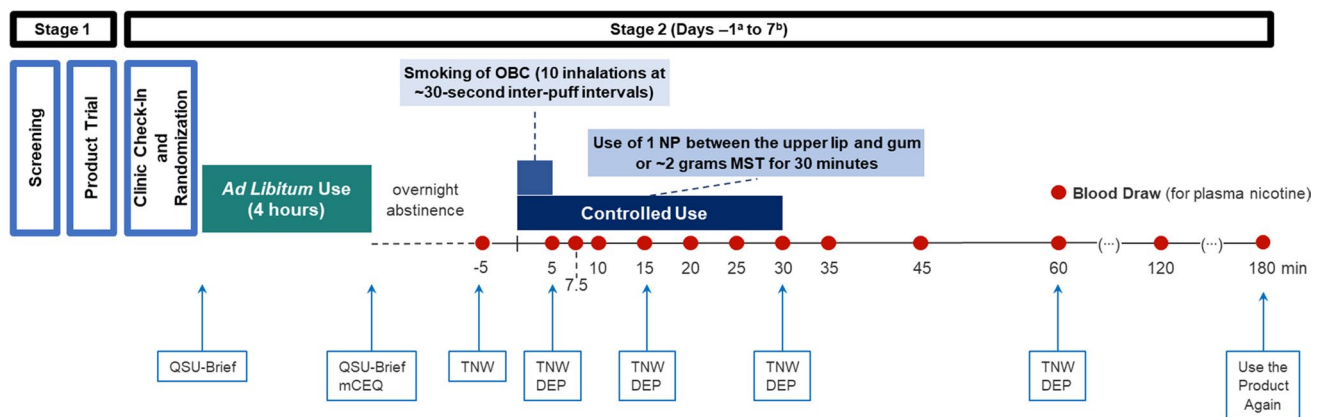 Stage 1
Stage 2 (Days –1ᵃ to 7ᵇ)
Screening
Product Trial
Clinic Check-In
and
Randomization
Smoking of OBC (10 inhalations at
~30-second inter-puff intervals)
Use of 1 NP between the upper lip and gum
or ~2 grams MST for 30 minutes
Ad Libitum Use
(4 hours)
overnight
abstinence
Controlled Use
Blood Draw (for plasma nicotine)
(...)
(...)
-5
5
7.5
10
15
20
25
30
35
45
60
120
180 min
QSU-Brief
QSU-Brief
mCEQ
TNW
TNW
DEP
TNW
DEP
TNW
DEP
TNW
DEP
Use the
Product
Again